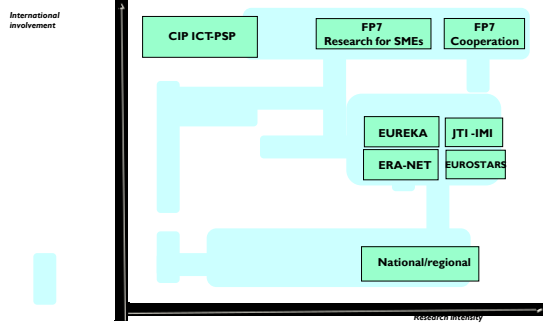 International
involvement
CIP ICT-PSP
FP7
Research for SMEs
FP7
Cooperation
EUREKA
JTI -IMI
ERA-NET
EUROSTARS
National/regional
Research Intensity